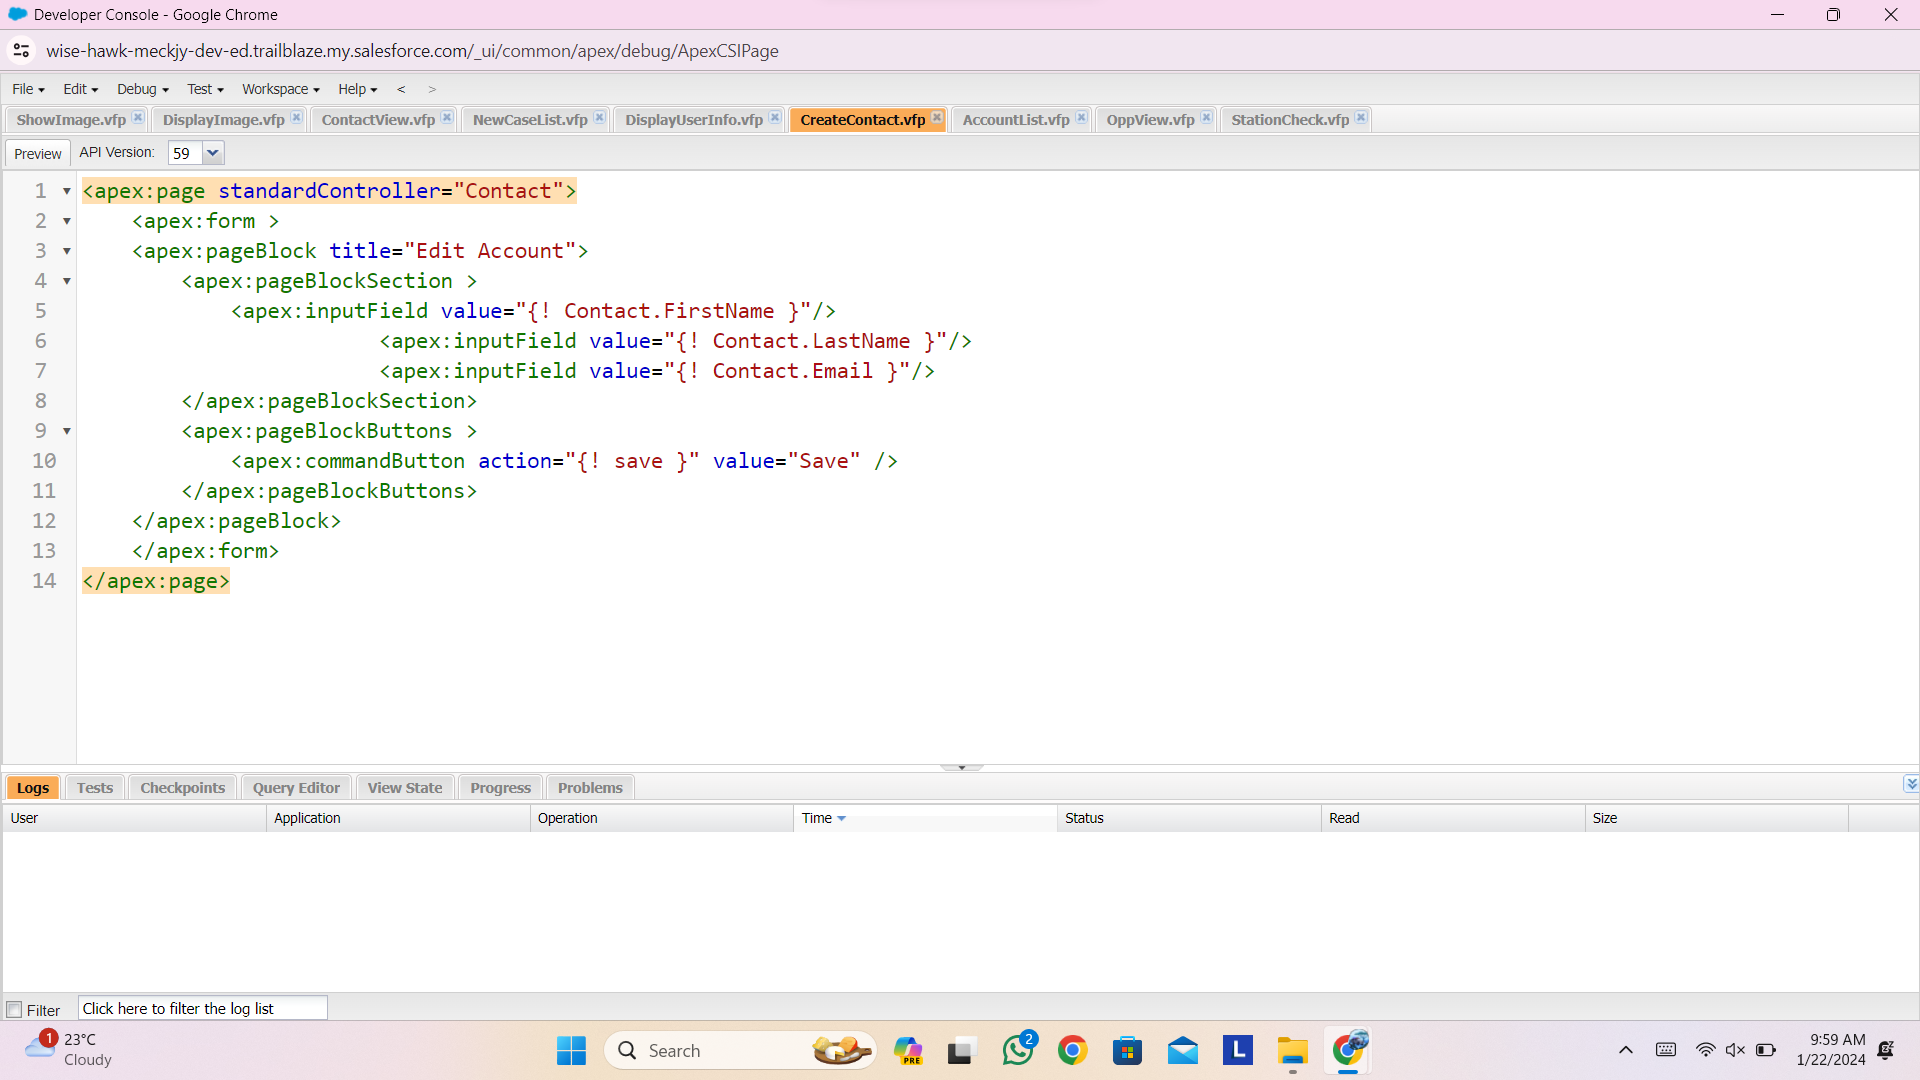 Developer Console - Google Chrome
wise-hawk-meckjy-dev-ed.trailblaze.my.salesforce.com/_ui/common/apex/debug/ApexCSIPage
File Edit Debug Test Workspace Help < >
ShowImage.vfp DisplayImage.vfp ContactView.vfp NewCaseList.vfp DisplayUserInfo.vfp CreateContact.vfp AccountList.vfp OppView.vfp StationCheck.vfp
Preview API Version: 59
1 <apex:page standardController="Contact">
2 <apex:form >
3 <apex:pageBlock title="Edit Account">
4 <apex:pageBlockSection >
5 <apex:inputField value="{! Contact.FirstName }"/>
6 <apex:inputField value="{! Contact.LastName }"/>
7 <apex:inputField value="{! Contact.Email }"/>
8 </apex:pageBlockSection>
9 <apex:pageBlockButtons >
10 <apex:commandButton action="{! save }" value="Save" />
11 </apex:pageBlockButtons>
12 </apex:pageBlock>
13 </apex:form>
14 </apex:page>
Logs Tests Checkpoints Query Editor View State Progress Problems
User Application Operation Time Status Read Size
Filter Click here to filter the log list
1 23°C
Cloudy
Search
PRE
2
L
9:59 AM
1/22/2024